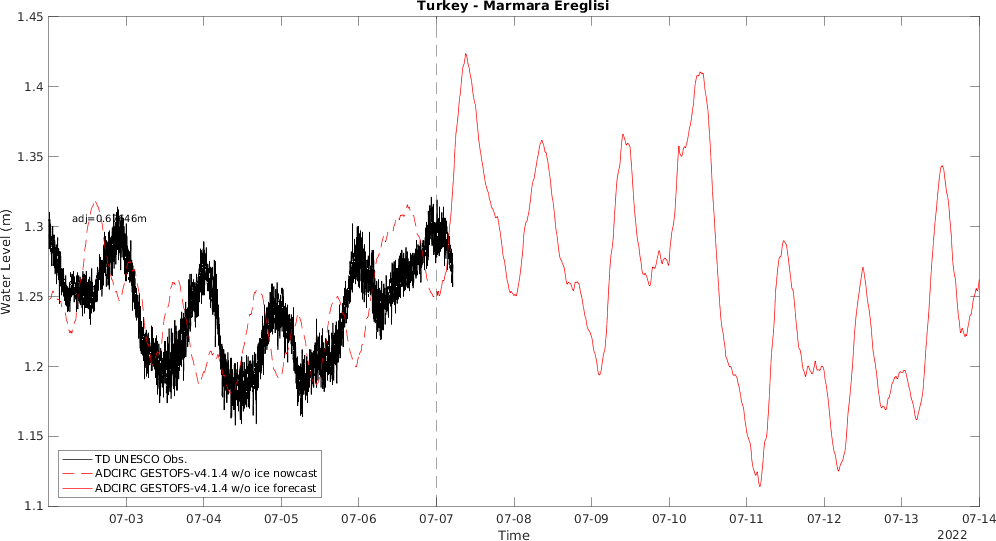 Turkey - Marmara Ereglisi
1.45
1.4
1.35
1.3
1.25
1.2
1.15
1.1
Water Level (m)
TD UNESCO Obs.
ADCIRC GESTOFS-v4.1.4 w/o ice nowcast
ADCIRC GESTOFS-v4.1.4 w/o ice forecast
07-03 07-04 07-05 07-06 07-07 07-08 07-09 07-10 07-11 07-12 07-13 07-14
Time
2022